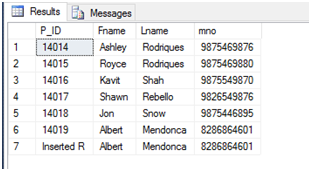 Results Messages
P_ID Fname Lname mno
1 14014 Ashley Rodriques 9875469876
2 14015 Royce Rodriques 9875469880
3 14016 Kavit Shah 9875549870
4 14017 Shawn Rebello 9826549876
5 14018 Jon Snow 9875446895
6 14019 Albert Mendonca 8286864601
7 Inserted R Albert Mendonca 8286864601